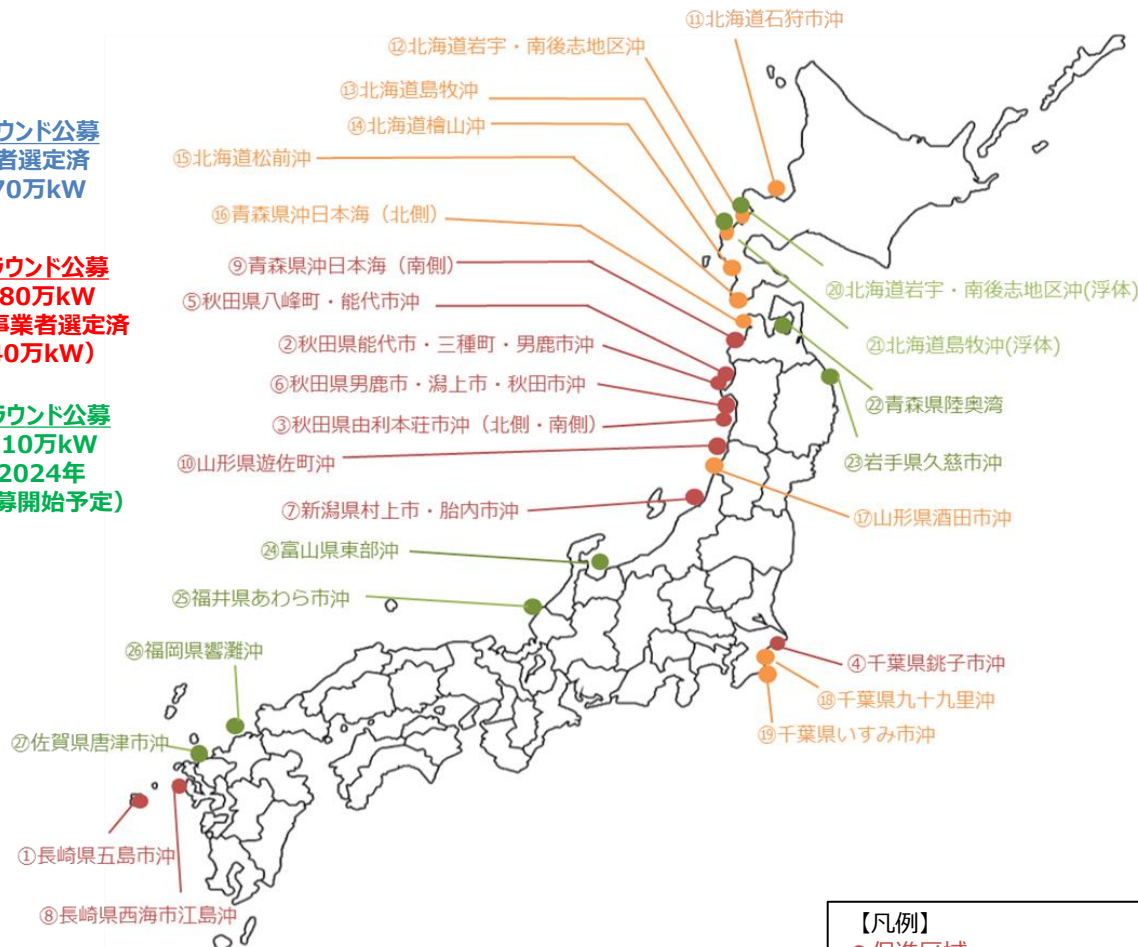 ウンド公募
者選定済
70万kW
ラウンド公募
80万kW
事業者選定済
40万kW）
ラウンド公募
10万kW
2024年
募開始予定）
⑪北海道石狩市沖
⑫北海道岩宇・南後志地区沖
⑬北海道島牧沖
⑭北海道檜山沖
⑮北海道松前沖
⑯青森県沖日本海（北側）
⑨青森県沖日本海（南側）
⑤秋田県八峰町・能代市沖
②秋田県能代市・三種町・男鹿市沖
⑥秋田県男鹿市・潟上市・秋田市沖
③秋田県由利本荘市沖（北側・南側）
⑩山形県遊佐町沖
⑦新潟県村上市・胎内市沖
㉔富山県東部沖
㉕福井県あわら市沖
㉖福岡県響灘沖
㉗佐賀県唐津市沖
①長崎県五島市沖
⑧長崎県西海市江島沖
⑳北海道岩宇・南後志地区沖(浮体)
㉑北海道島牧沖(浮体)
㉒青森県陸奥湾
㉓岩手県久慈市沖
⑰山形県酒田市沖
④千葉県銚子市沖
⑱千葉県九十九里沖
⑲千葉県いすみ市沖
【凡例】